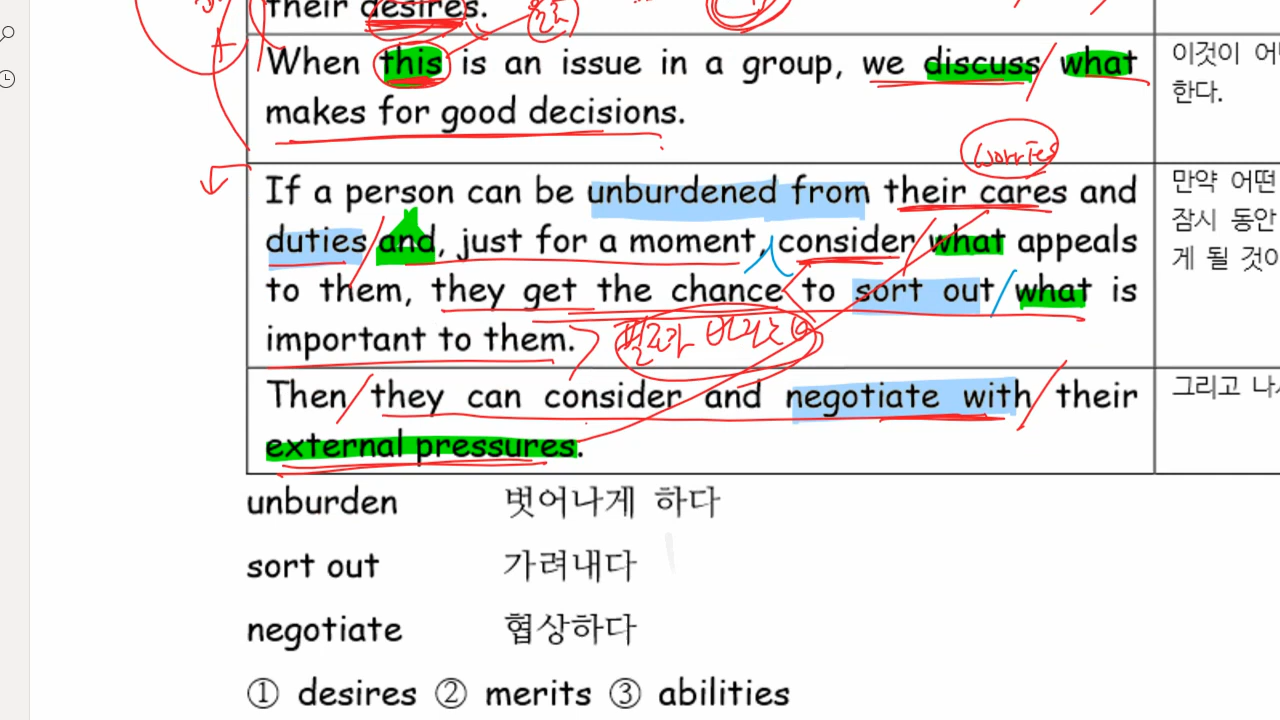 their desires.
When this is an issue in a group, we discuss what
makes for good decisions.
이것이 어
한다.
worries
If a person can be unburdened from their cares and
duties and, just for a moment, consider what appeals
to them, they get the chance to sort out what is
important to them.
만약 어떤
잠시 동안
게 될 것이
Then they can consider and negotiate with their
external pressures.
그리고 나
unburden 벗어나게 하다
sort out 가려내다
negotiate 협상하다
① desires ② merits ③ abilities